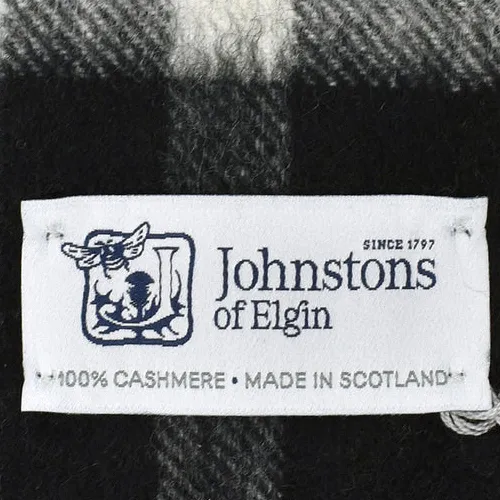 SINCE 1797
Johnstons
of Elgin
100% CASHMERE • MADE IN SCOTLAND